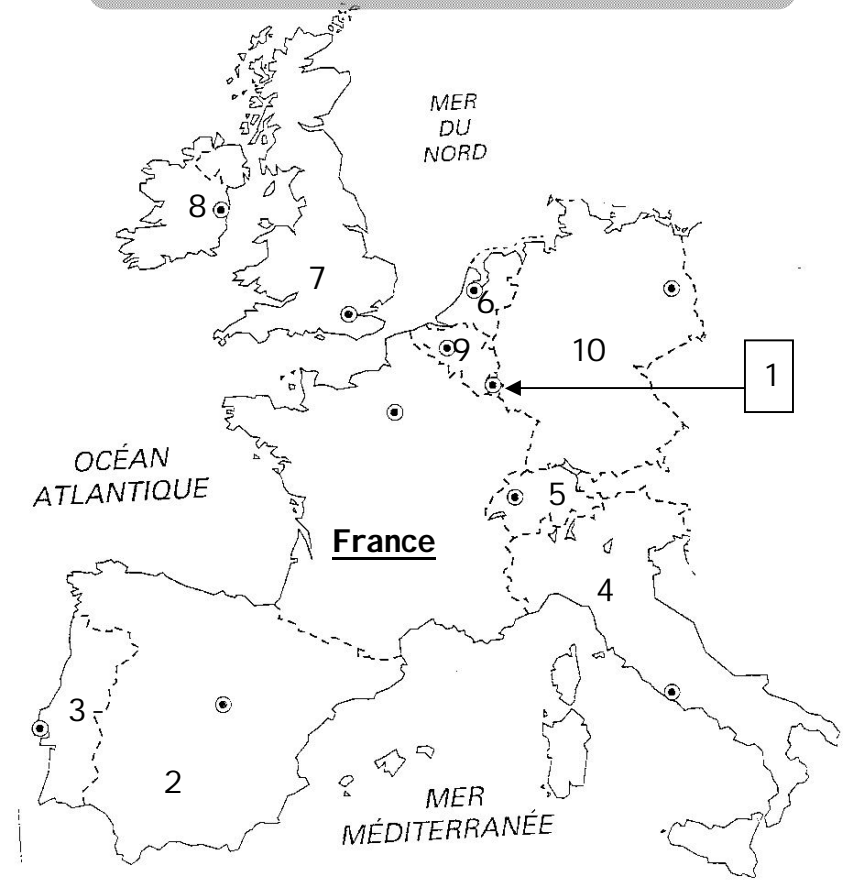 MER
DU
NORD
8
7
6
9
10
1
OCÉAN
ATLANTIQUE
5
France
4
3
2
MER
MÉDITERRANÉE